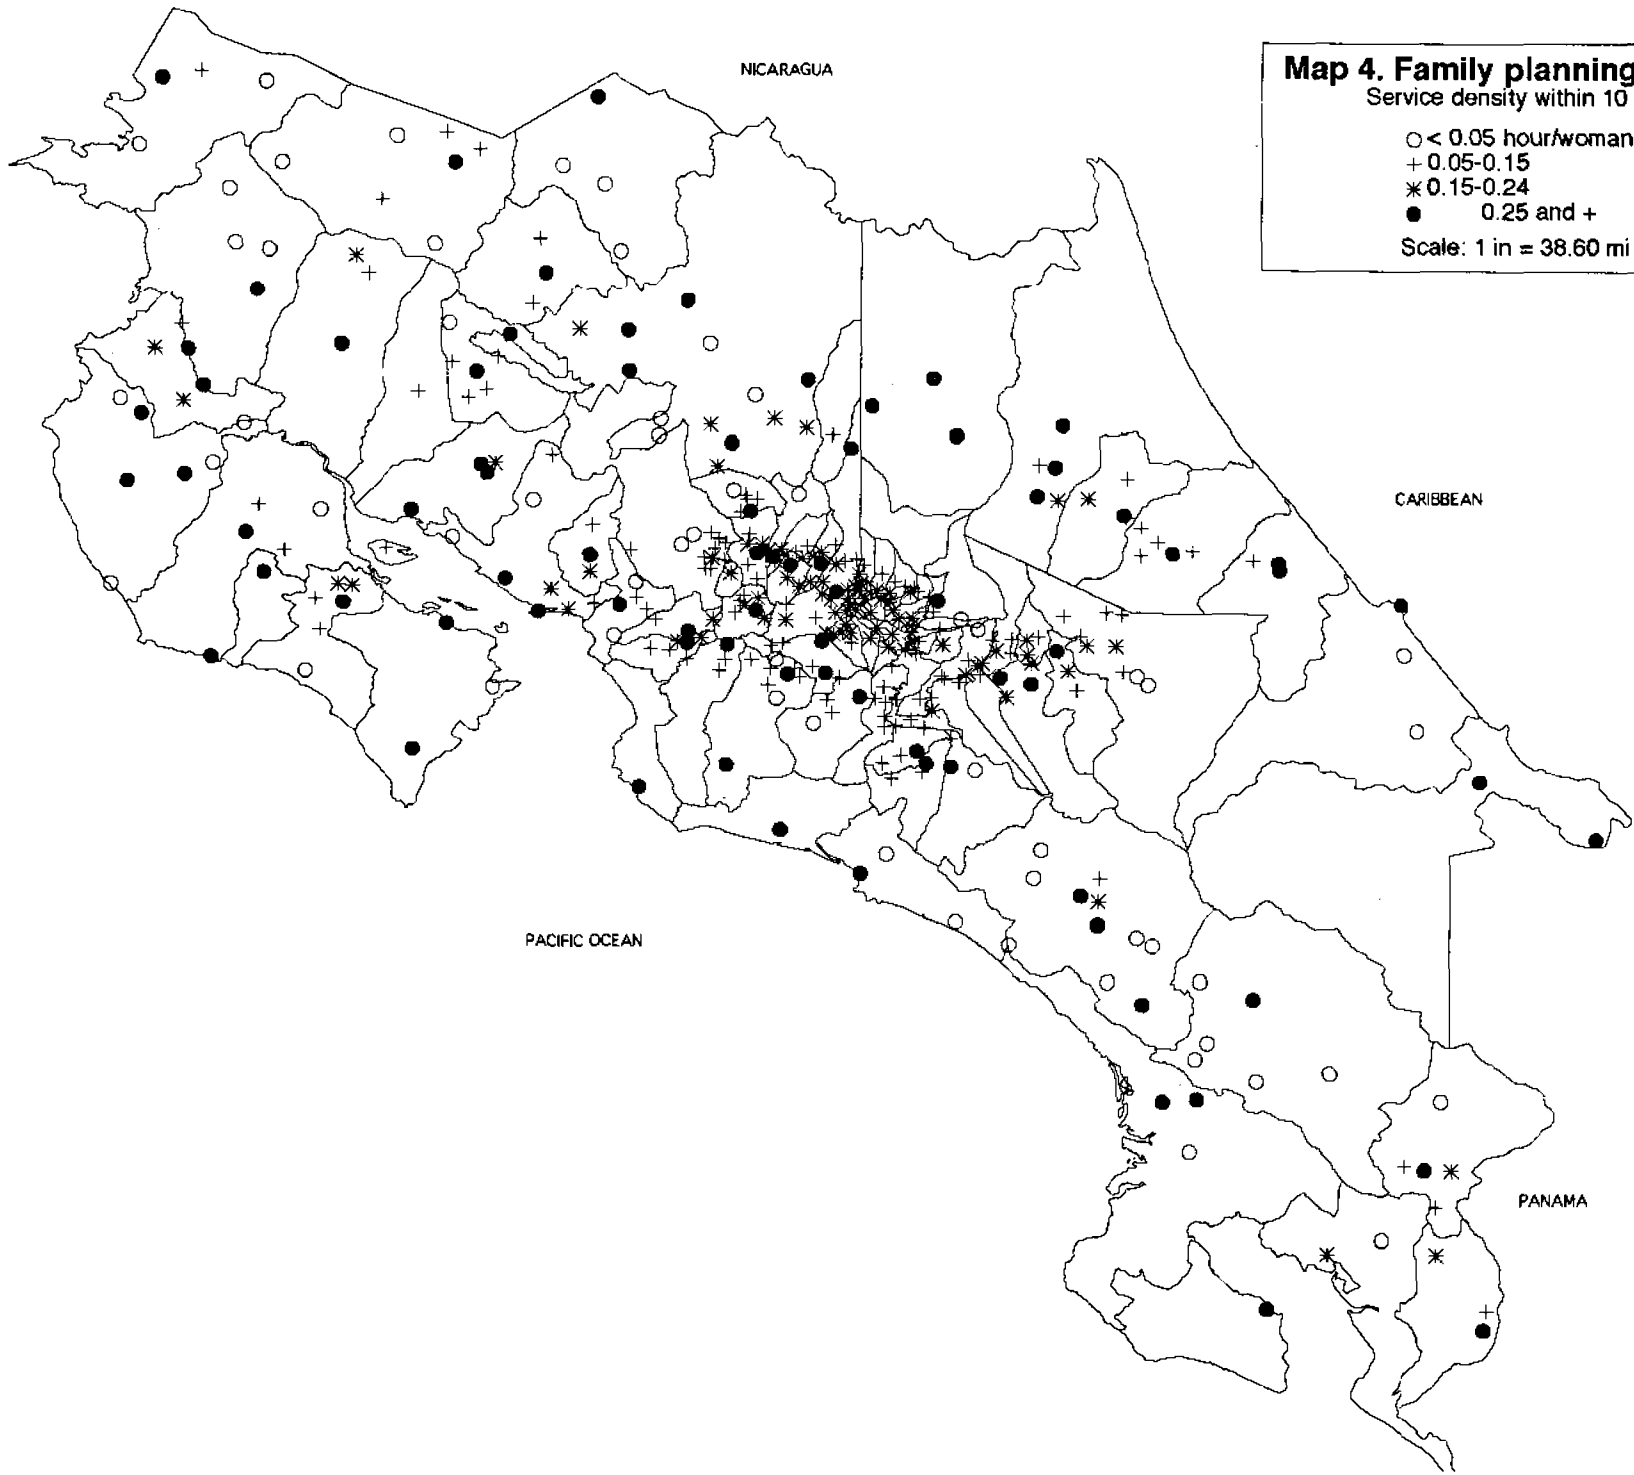 NICARAGUA
Map 4. Family planning
Service density within 10
< 0.05 hour/woman
0.05-0.15
0.15-0.24
0.25 and +
Scale: 1 in = 38.60 mi
CARIBBEAN
PACIFIC OCEAN
PANAMA